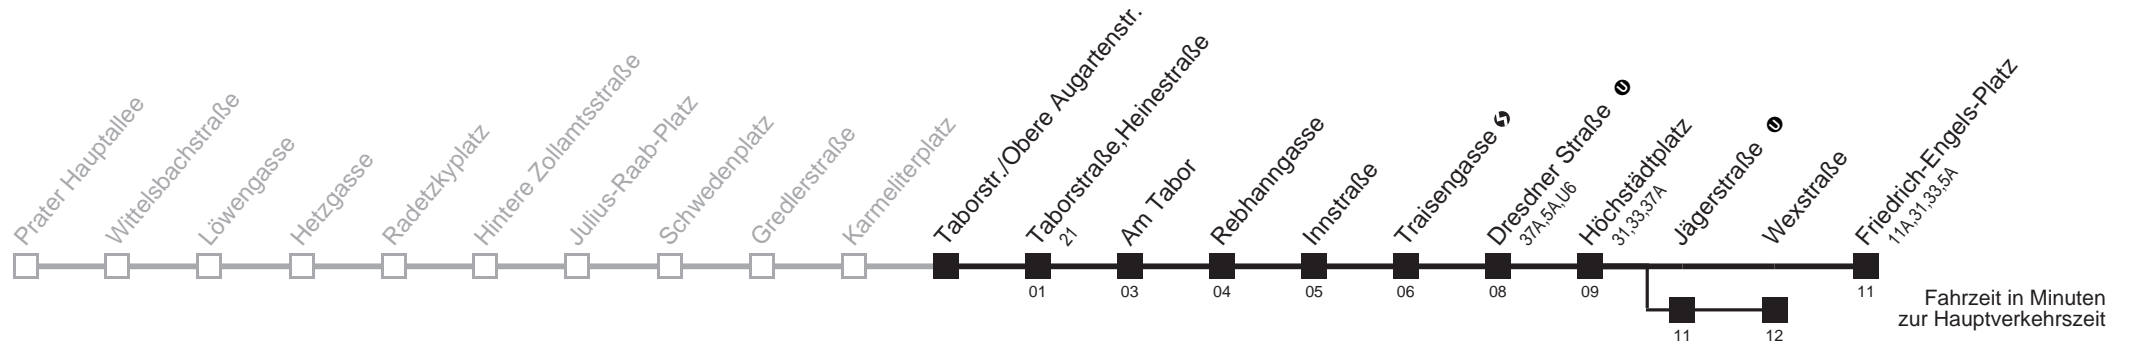 Prater Hauptallee
Wittelsbachstraße
Löwengasse
Hetzgasse
Radetzkyplatz
Hintere Zollamtsstraße
Julius-Raab-Platz
Schwedenplatz
Gredlerstraße
Karmeliterplatz
Taborstr./Obere Augartenstr.
Taborstraße,Heinestraße
21
Am Tabor
Rebhanngasse
Innstraße
Traisengasse S
Dresdner Straße U
37A,5A,U6
Höchstädtplatz
31,33,37A
Jägerstraße U
Wexstraße
Friedrich-Engels-Platz
11A,31,33,5A
01
03
04
05
06
08
09
11
11
12
Fahrzeit in Minuten
zur Hauptverkehrszeit